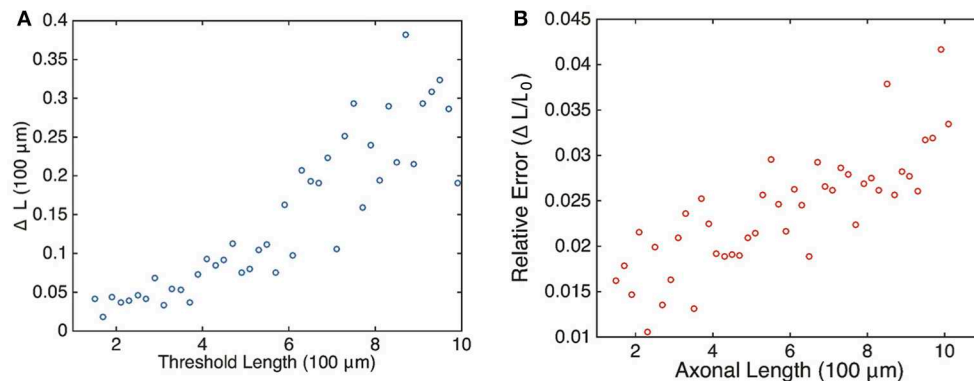 A
0.4
0.35
0.3
0.25
0.2
0.15
0.1
0.05
0
Δ L (100 µm)
2 4 6 8 10
Threshold Length (100 µm)
B
0.045
0.04
0.035
0.03
0.025
0.02
0.015
0.01
Relative Error (Δ L/L₀)
2 4 6 8 10
Axonal Length (100 µm)